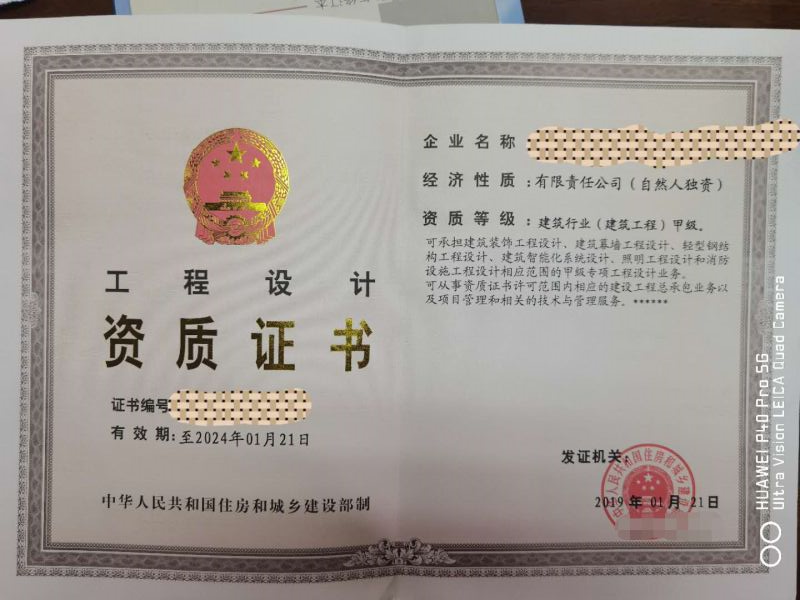 工程设计
资质证书
证书编号
有效期:至2024年01月21日
中华人民共和国住房和城乡建设部制
企业名称
经济性质:有限责任公司(自然人独资)
资质等级:建筑行业(建筑工程)甲级。
可承担建筑装饰工程设计、建筑幕墙工程设计、轻型钢结
构工程设计、建筑智能化系统设计、照明工程设计和消防
设施工程设计相应范围的甲级专项工程设计业务。
可从事资质证书许可范围内相应的建设工程总承包业务以
及项目管理和相关的技术与管理服务。******
发证机关:
2019年01月21日
HUAWEI P40 Pro 5G
Ultra Vision LEICA Quad Camera